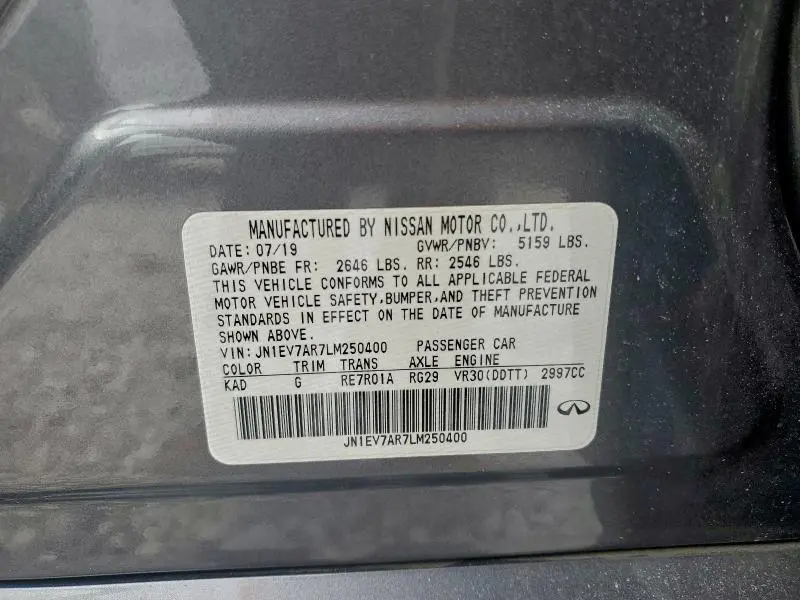 MANUFACTURED BY NISSAN MOTOR CO.,LTD.
DATE: 07/19 GVWR/PNBV: 5159 LBS.
GAWR/PNBE FR: 2646 LBS. RR: 2546 LBS.
THIS VEHICLE CONFORMS TO ALL APPLICABLE FEDERAL
MOTOR VEHICLE SAFETY,BUMPER,AND THEFT PREVENTION
STANDARDS IN EFFECT ON THE DATE OF MANUFACTURE
SHOWN ABOVE.
VIN: JN1EV7AR7LM250400 PASSENGER CAR
COLOR TRIM TRANS AXLE ENGINE
KAD G RE7R01A RG29 VR30(DDTT) 2997CC
JN1EV7AR7LM250400